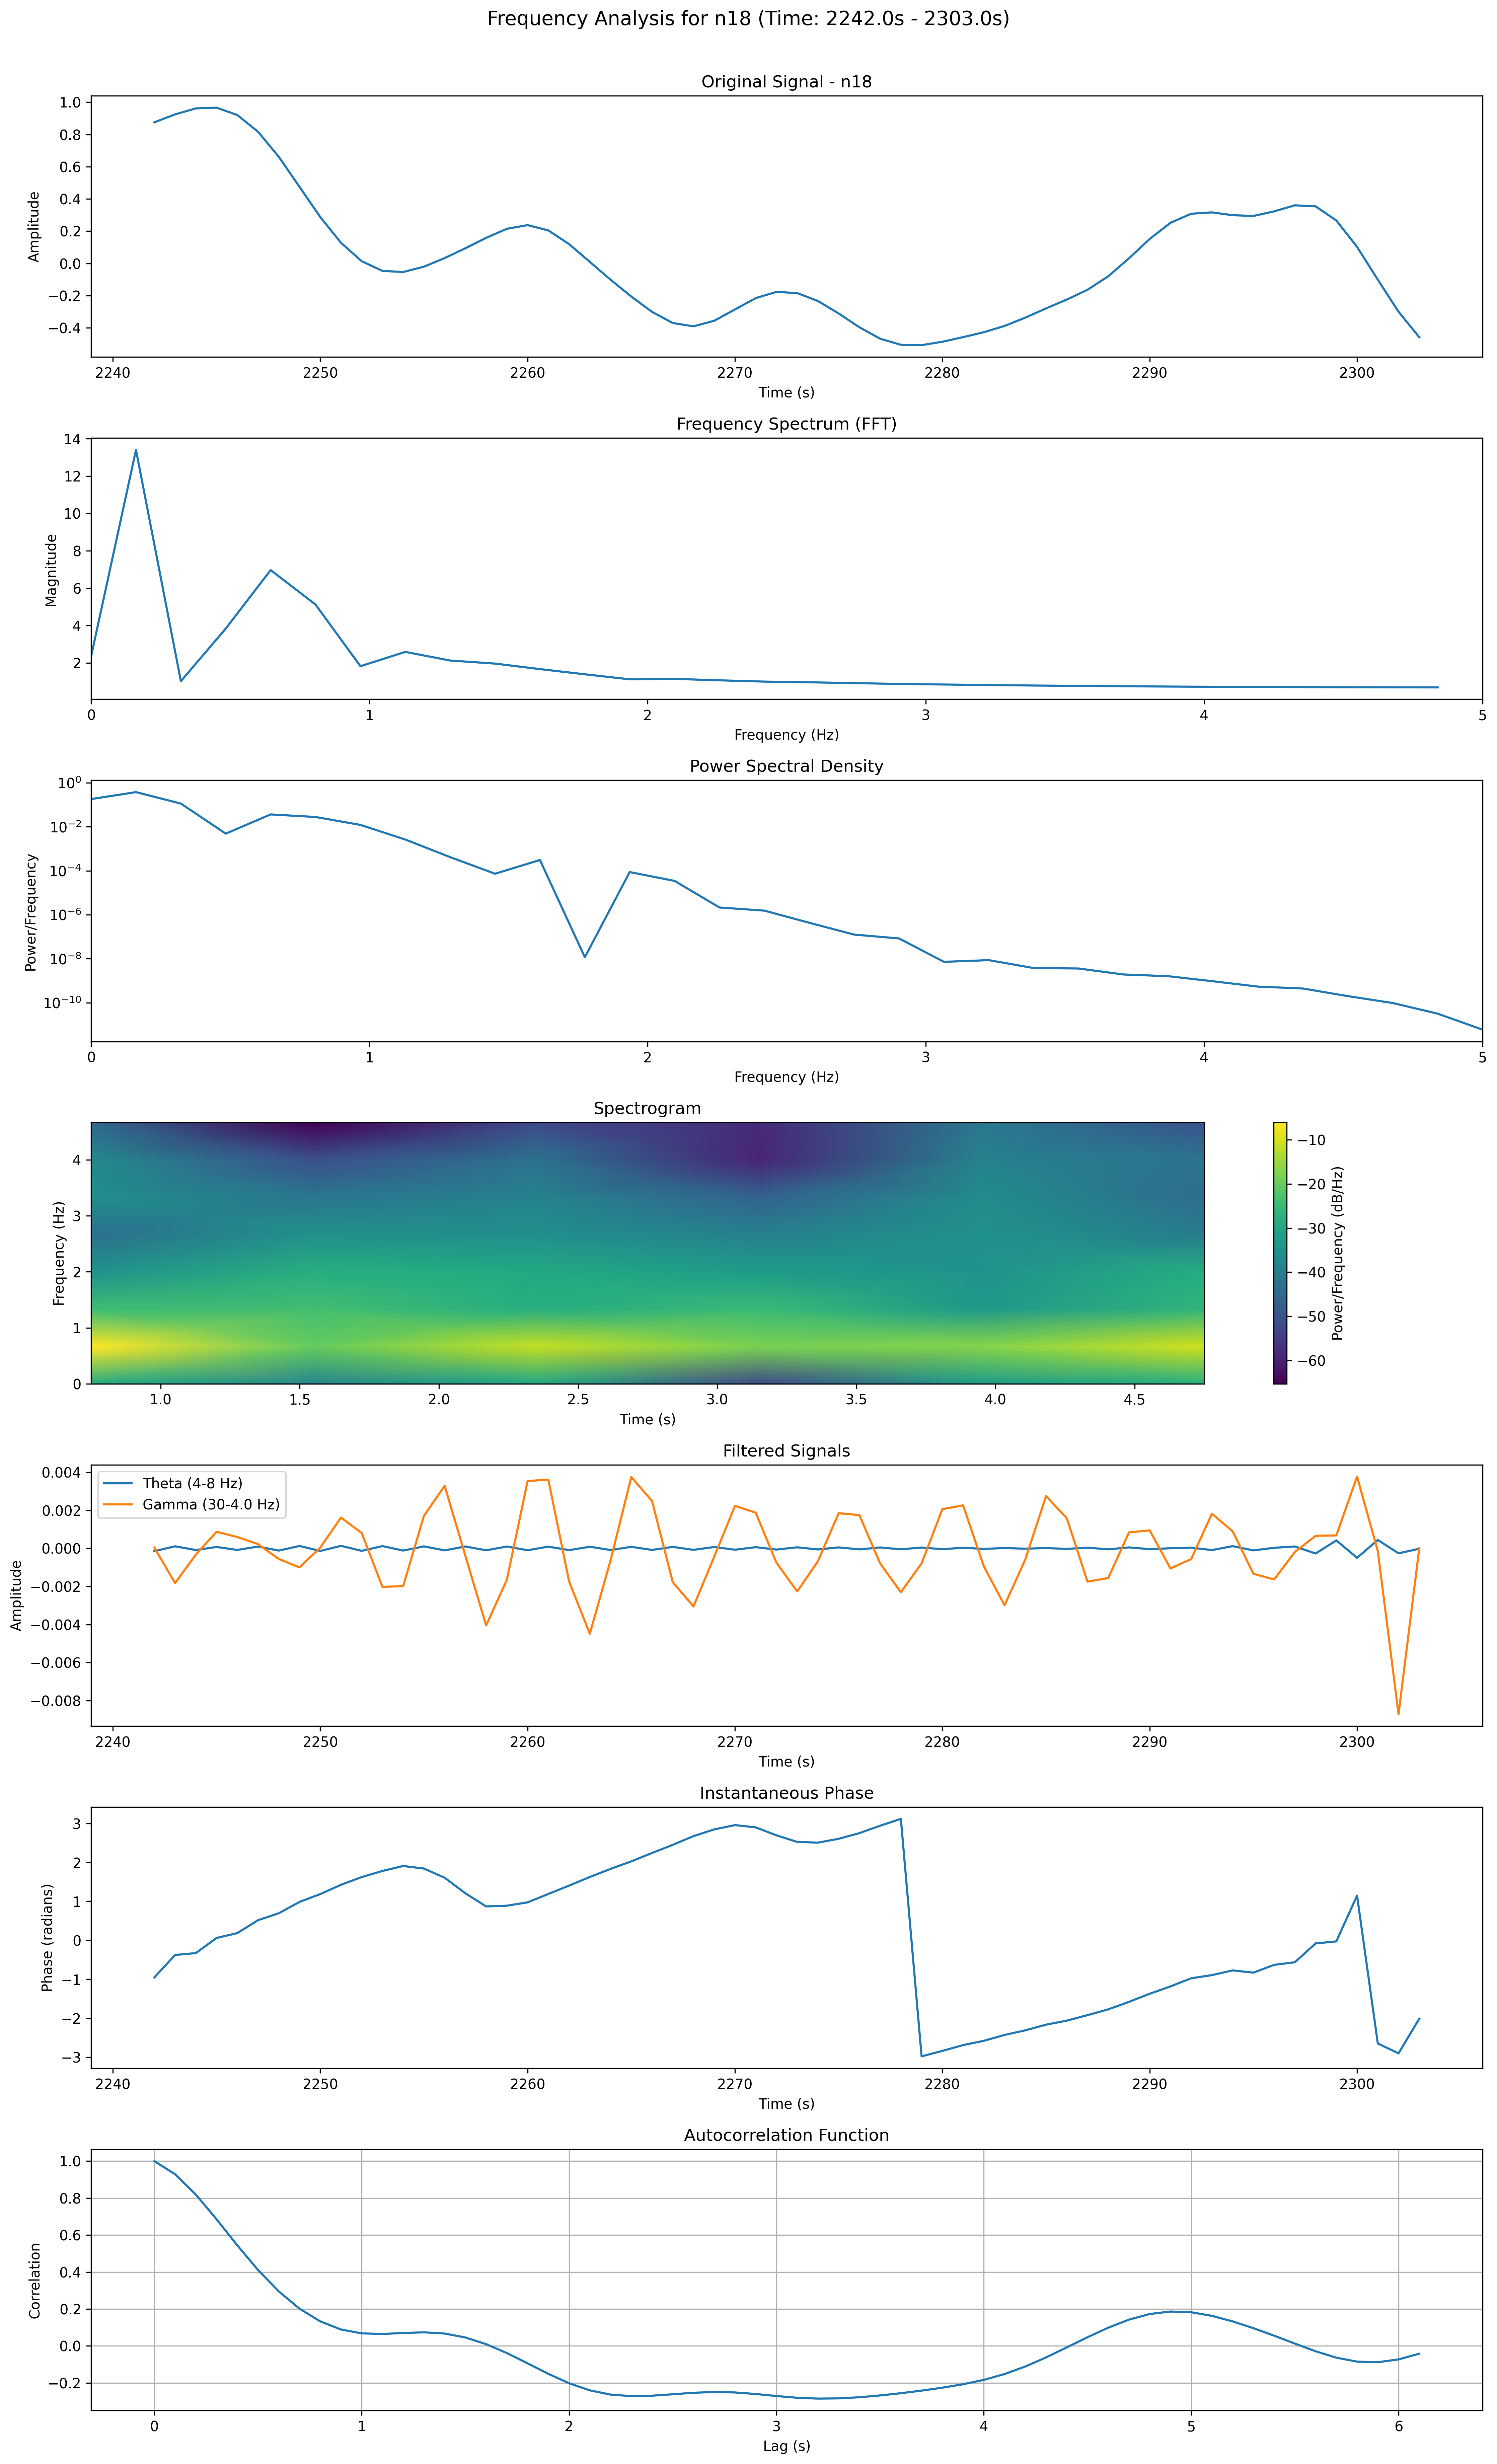 Frequency Analysis for n18 (Time: 2242.0s - 2303.0s)
Original Signal - n18
1.0
0.8
0.6
0.4
0.2
0.0
−0.2
−0.4
Amplitude
2240 2250 2260 2270 2280 2290 2300
Time (s)
Frequency Spectrum (FFT)
14
12
10
8
6
4
2
Magnitude
0 1 2 3 4 5
Frequency (Hz)
Power Spectral Density
10⁰
10⁻²
10⁻⁴
10⁻⁶
10⁻⁸
10⁻¹⁰
Power/Frequency
0 1 2 3 4 5
Frequency (Hz)
Spectrogram
4
3
2
1
0
Frequency (Hz)
1.0 1.5 2.0 2.5 3.0 3.5 4.0 4.5
Time (s)
−10
−20
−30
−40
−50
−60
Power/Frequency (dB/Hz)
Filtered Signals
Theta (4-8 Hz)
Gamma (30-4.0 Hz)
0.004
0.002
0.000
−0.002
−0.004
−0.006
−0.008
Amplitude
2240 2250 2260 2270 2280 2290 2300
Time (s)
Instantaneous Phase
3
2
1
0
−1
−2
−3
Phase (radians)
2240 2250 2260 2270 2280 2290 2300
Time (s)
Autocorrelation Function
1.0
0.8
0.6
0.4
0.2
0.0
−0.2
Correlation
0 1 2 3 4 5 6
Lag (s)